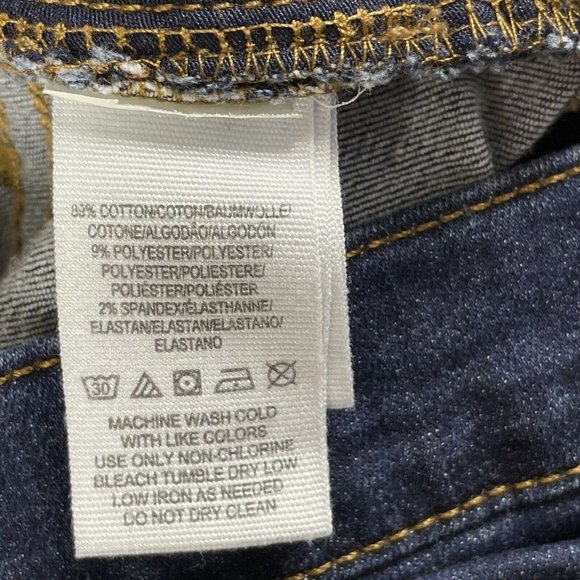 89% COTTON/COTON/BAUMWOLLE/
COTONE/ALGODÃO/ALGODÓN
9% POLYESTER/POLYESTER/
POLYESTER/POLIESTERE/
POLIÉSTER/POLIÉSTER
2% SPANDEX/ÉLASTHANNE/
ELASTAN/ELASTAN/ELASTANO/
ELASTANO
30
MACHINE WASH COLD
WITH LIKE COLORS
USE ONLY NON-CHLORINE
BLEACH TUMBLE DRY LOW
LOW IRON AS NEEDED
DO NOT DRY CLEAN